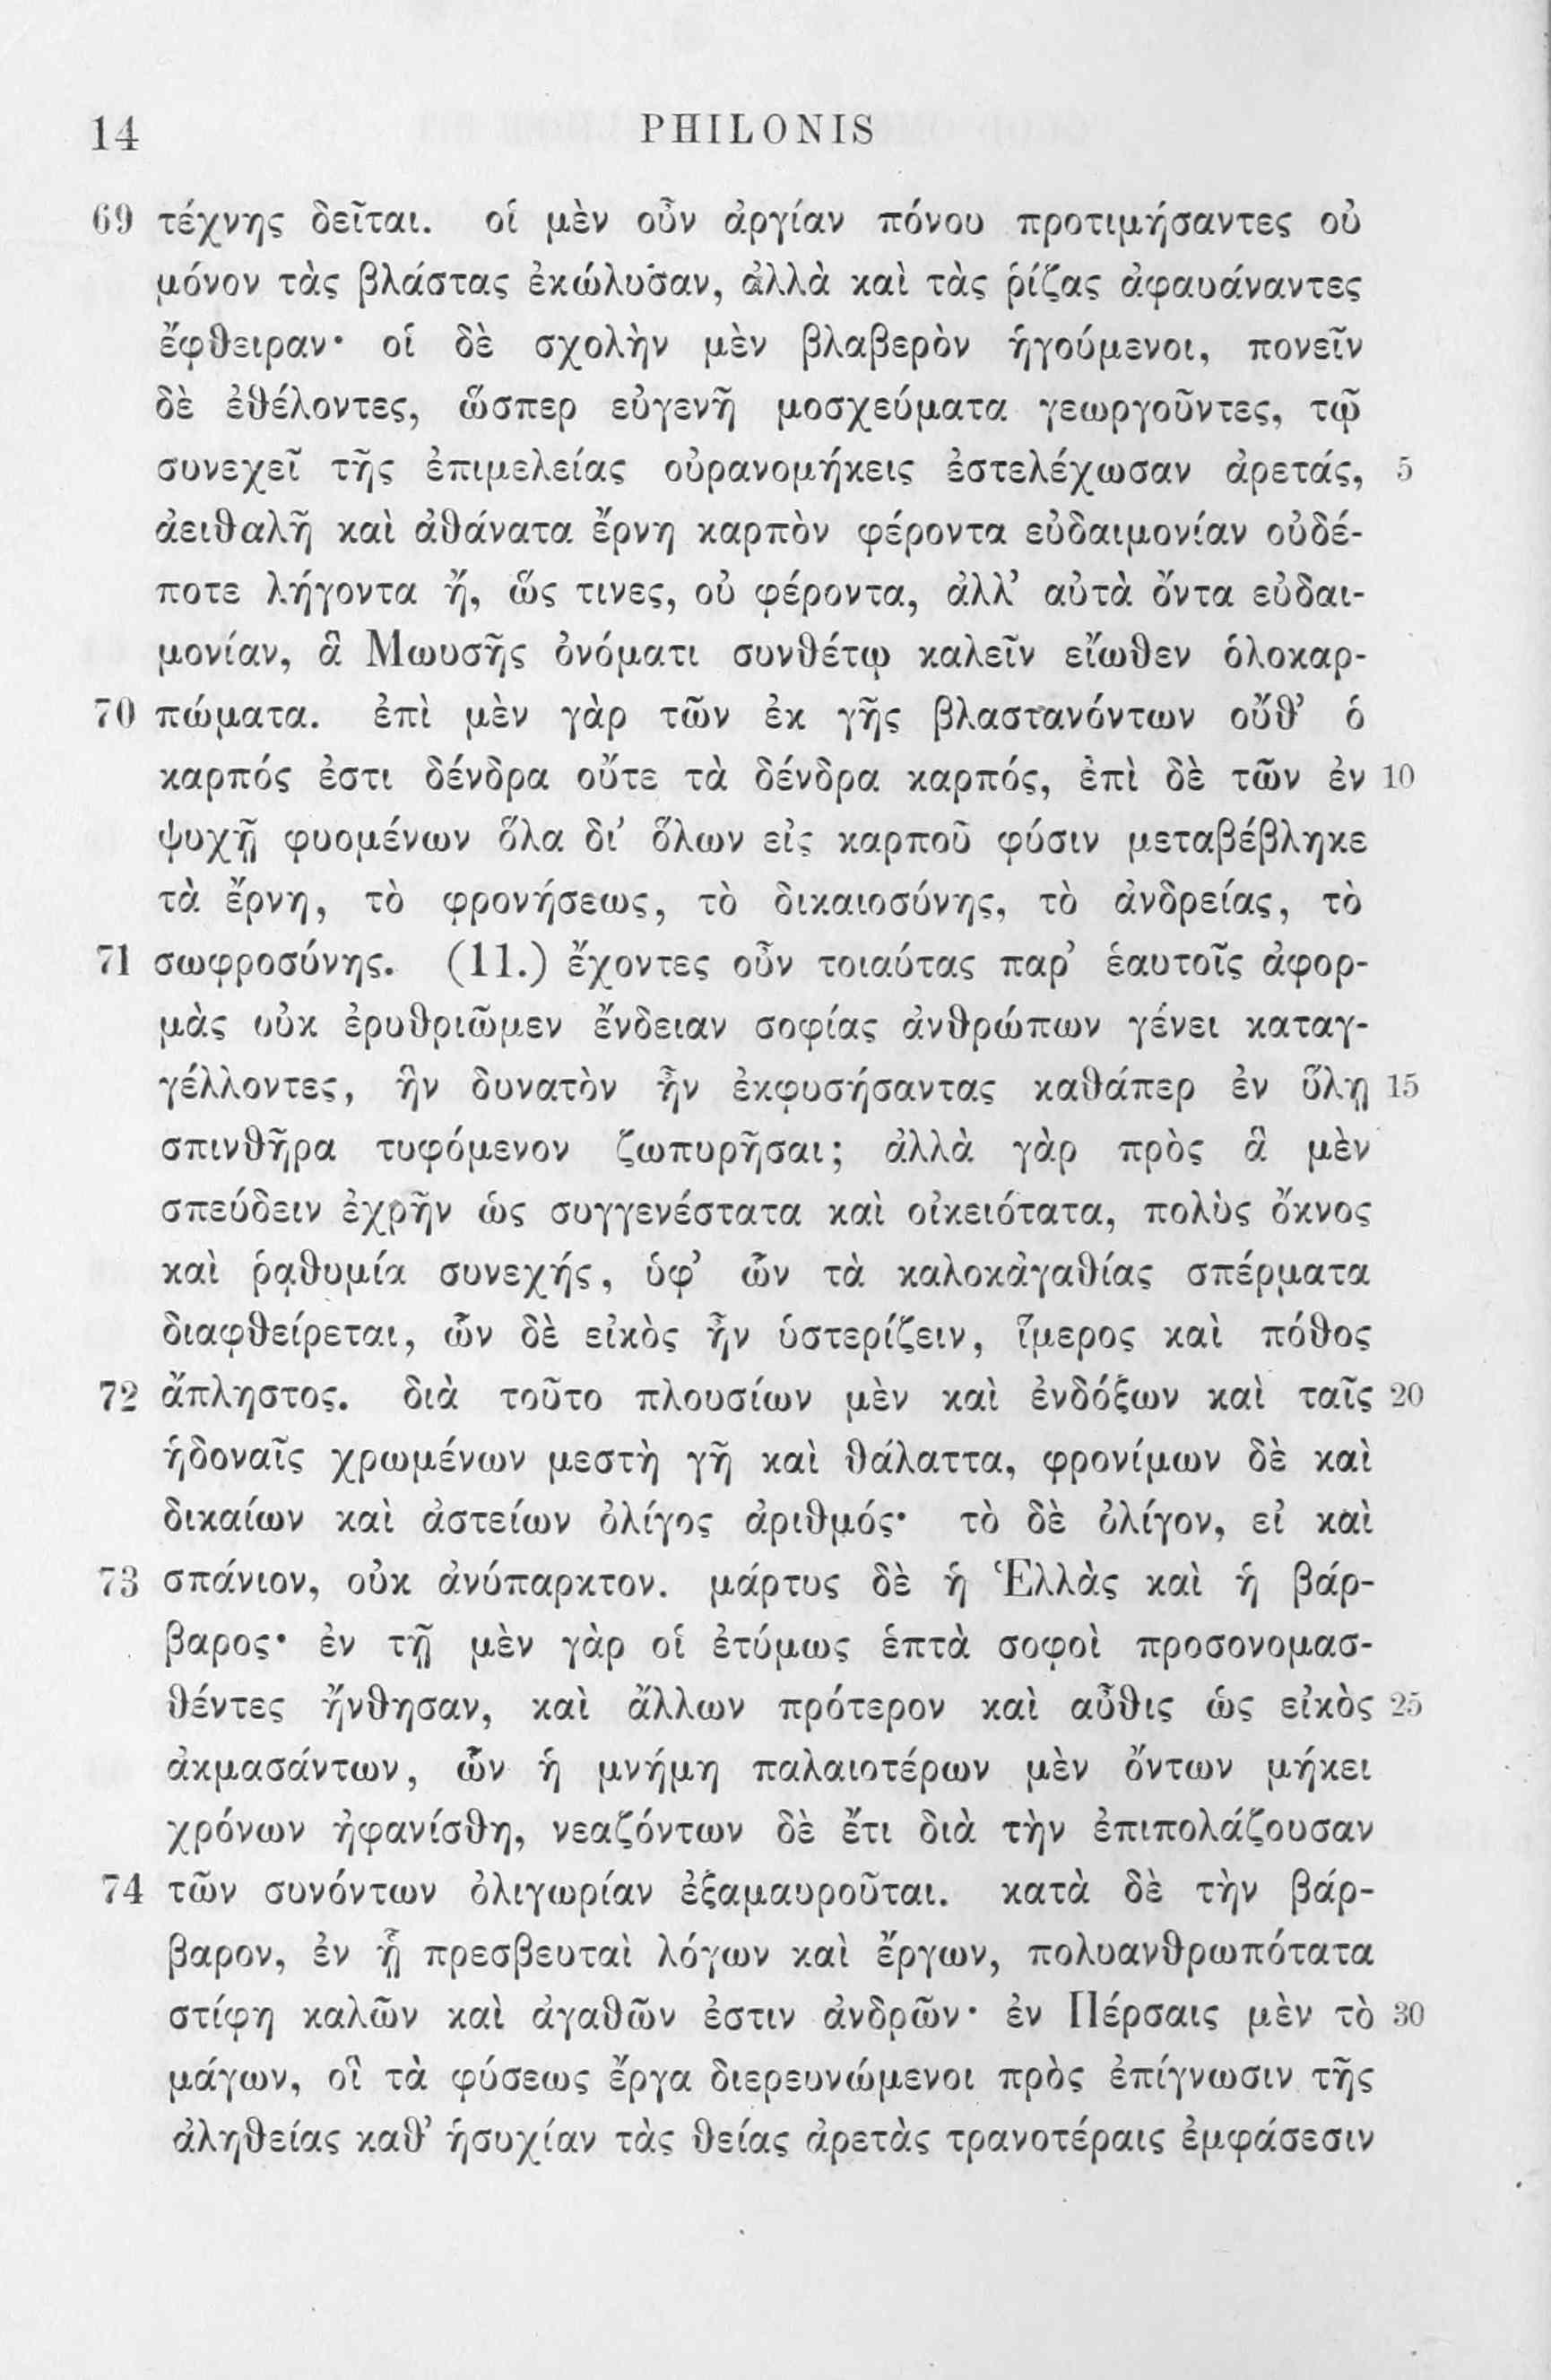 14 PHILONIS
69 τέχνης δεῖται. οἱ μὲν οὖν ἀργίαν πόνου προτιμήσαντες οὐ
μόνον τὰς βλάστας ἐκώλυσαν, ἀλλὰ καὶ τὰς ῥίζας ἀφαυάναντες
ἔφθειραν· οἱ δὲ σχολὴν μὲν βλαβερὸν ἡγούμενοι, πονεῖν
δὲ ἐθέλοντες, ὥσπερ εὐγενῆ μοσχεύματα γεωργοῦντες, τῷ
συνεχεῖ τῆς ἐπιμελείας οὐρανομήκεις ἐστελέχωσαν ἀρετάς, 5
ἀειθαλῆ καὶ ἀθάνατα ἔρνη καρπὸν φέροντα εὐδαιμονίαν οὐδέ-
ποτε λήγοντα ἤ, ὥς τινες, οὐ φέροντα, ἀλλ’ αὐτὰ ὄντα εὐδαι-
μονίαν, ἃ Μωυσῆς ὀνόματι συνθέτῳ καλεῖν εἴωθεν ὁλοκαρ-
70 πώματα. ἐπὶ μὲν γὰρ τῶν ἐκ γῆς βλαστανόντων οὔθ’ ὁ
καρπός ἐστι δένδρα οὔτε τὰ δένδρα καρπός, ἐπὶ δὲ τῶν ἐν 10
ψυχῇ φυομένων ὅλα δι’ ὅλων εἰς καρποῦ φύσιν μεταβέβληκε
τὰ ἔρνη, τὸ φρονήσεως, τὸ δικαιοσύνης, τὸ ἀνδρείας, τὸ
71 σωφροσύνης. (11.) ἔχοντες οὖν τοιαύτας παρ’ ἑαυτοῖς ἀφορ-
μὰς οὐκ ἐρυθριῶμεν ἔνδειαν σοφίας ἀνθρώπων γένει καταγ-
γέλλοντες, ἣν δυνατὸν ἦν ἐκφυσήσαντας καθάπερ ἐν ὕλῃ 15
σπινθῆρα τυφόμενον ζωπυρῆσαι; ἀλλὰ γὰρ πρὸς ἃ μὲν
σπεύδειν ἐχρῆν ὡς συγγενέστατα καὶ οἰκειότατα, πολὺς ὄκνος
καὶ ῥᾳθυμία συνεχής, ὑφ’ ὧν τὰ καλοκἀγαθίας σπέρματα
διαφθείρεται, ὧν δὲ εἰκὸς ἦν ὑστερίζειν, ἵμερος καὶ πόθος
72 ἄπληστος. διὰ τοῦτο πλουσίων μὲν καὶ ἐνδόξων καὶ ταῖς 20
ἡδοναῖς χρωμένων μεστὴ γῆ καὶ θάλαττα, φρονίμων δὲ καὶ
δικαίων καὶ ἀστείων ὀλίγος ἀριθμός· τὸ δὲ ὀλίγον, εἰ καὶ
73 σπάνιον, οὐκ ἀνύπαρκτον. μάρτυς δὲ ἡ Ἑλλὰς καὶ ἡ βάρ-
βαρος· ἐν τῇ μὲν γὰρ οἱ ἐτύμως ἑπτὰ σοφοὶ προσονομασ-
θέντες ἤνθησαν, καὶ ἄλλων πρότερον καὶ αὖθις ὡς εἰκὸς 25
ἀκμασάντων, ὧν ἡ μνήμη παλαιοτέρων μὲν ὄντων μήκει
χρόνων ἠφανίσθη, νεαζόντων δὲ ἔτι διὰ τὴν ἐπιπολάζουσαν
74 τῶν συνόντων ὀλιγωρίαν ἐξαμαυροῦται. κατὰ δὲ τὴν βάρ-
βαρον, ἐν ᾗ πρεσβευταὶ λόγων καὶ ἔργων, πολυανθρωπότατα
στίφη καλῶν καὶ ἀγαθῶν ἐστιν ἀνδρῶν· ἐν Πέρσαις μὲν τὸ 30
μάγων, οἳ τὰ φύσεως ἔργα διερευνώμενοι πρὸς ἐπίγνωσιν τῆς
ἀληθείας καθ’ ἡσυχίαν τὰς θείας ἀρετὰς τρανοτέραις ἐμφάσεσιν